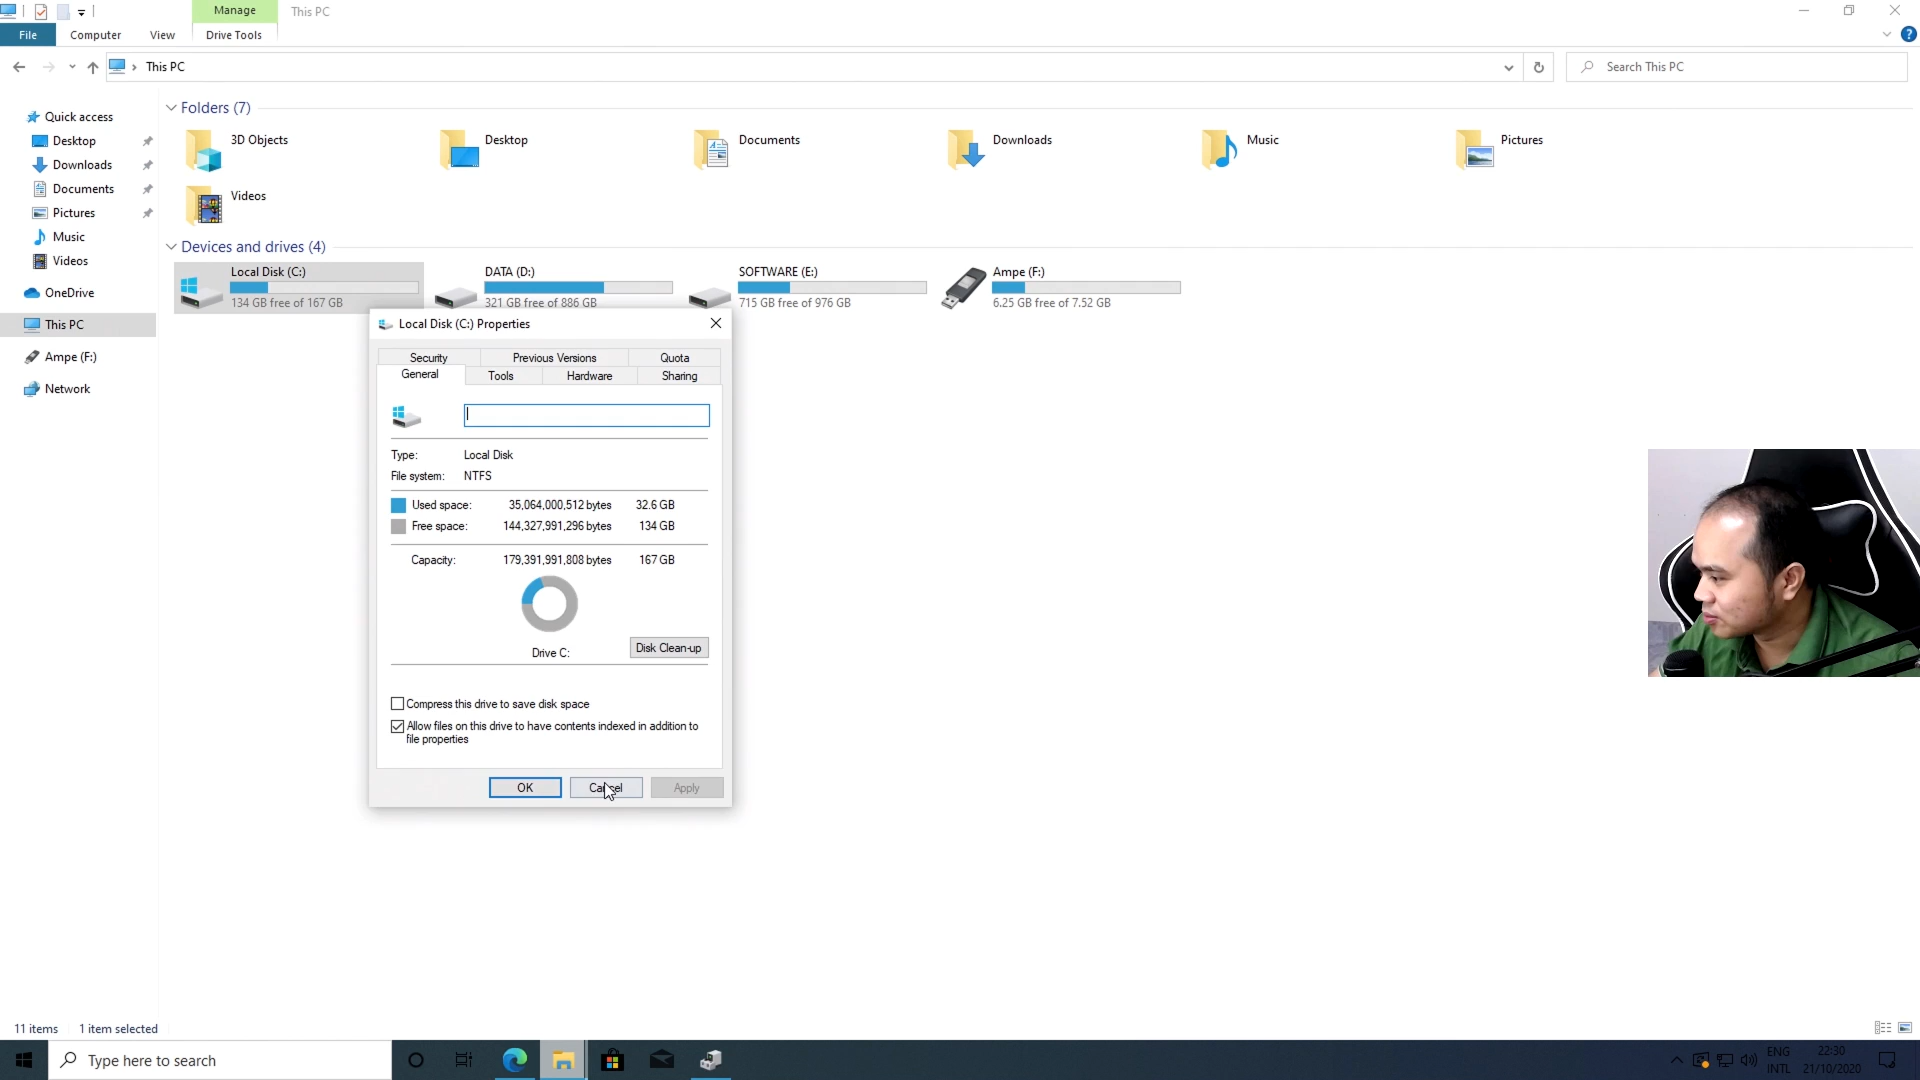 Manage This PC
File Computer View Drive Tools
This PC Search This PC
Quick access
Desktop
Downloads
Documents
Pictures
Music
Videos
OneDrive
This PC
Ampe (F:)
Network
Folders (7)
3D Objects Desktop Documents Downloads Music Pictures
Videos
Devices and drives (4)
Local Disk (C:) DATA (D:) SOFTWARE (E:) Ampe (F:)
134 GB free of 167 GB 321 GB free of 886 GB 715 GB free of 976 GB 6.25 GB free of 7.52 GB
Local Disk (C:) Properties
Security Previous Versions Quota
General Tools Hardware Sharing
Type: Local Disk
File system: NTFS
Used space: 35,064,000,512 bytes 32.6 GB
Free space: 144,327,991,296 bytes 134 GB
Capacity: 179,391,991,808 bytes 167 GB
Drive C: Disk Clean-up
Compress this drive to save disk space
Allow files on this drive to have contents indexed in addition to
file properties
OK Cancel Apply
11 items 1 item selected
Type here to search
ENG 22:30
INTL 21/10/2020